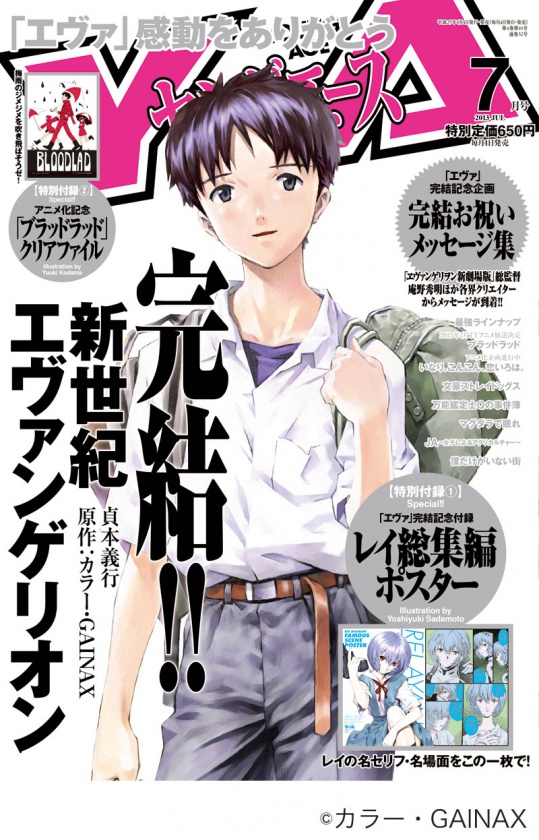 「エヴァ」感動をありがとう
ヤングエース
7月号
2013 JUL.
特別定価650円
毎月4日発売
梅雨のジメジメを吹き飛ばそうぜ!
BLOODLAD
【特別付録②】
Special!!
アニメ化記念
「ブラッドラッド」
クリアファイル
Illustration by
Yuuki Kodama
「エヴァ」
完結記念企画
完結お祝い
メッセージ集
『ヱヴァンゲリヲン新劇場版』総監督
庵野秀明ほか各界クリエイター
からメッセージが到着!!
最強ラインナップ
ブラッドラッド
いなり、こんこん、恋いろは。
文豪ストレイドッグス
万能鑑定士Qの事件簿
マグダラで眠れ
僕だけがいない街
完結!!
新世紀
エヴァンゲリオン
貞本義行
原作:カラー・GAINAX
【特別付録①】
Special!!
「エヴァ」完結記念付録
レイ総集編
ポスター
Illustration by
Yoshiyuki Sademoto
FAMOUS
SCENE
POSTER
レイの名セリフ・名場面をこの一枚で!
©カラー・GAINAX